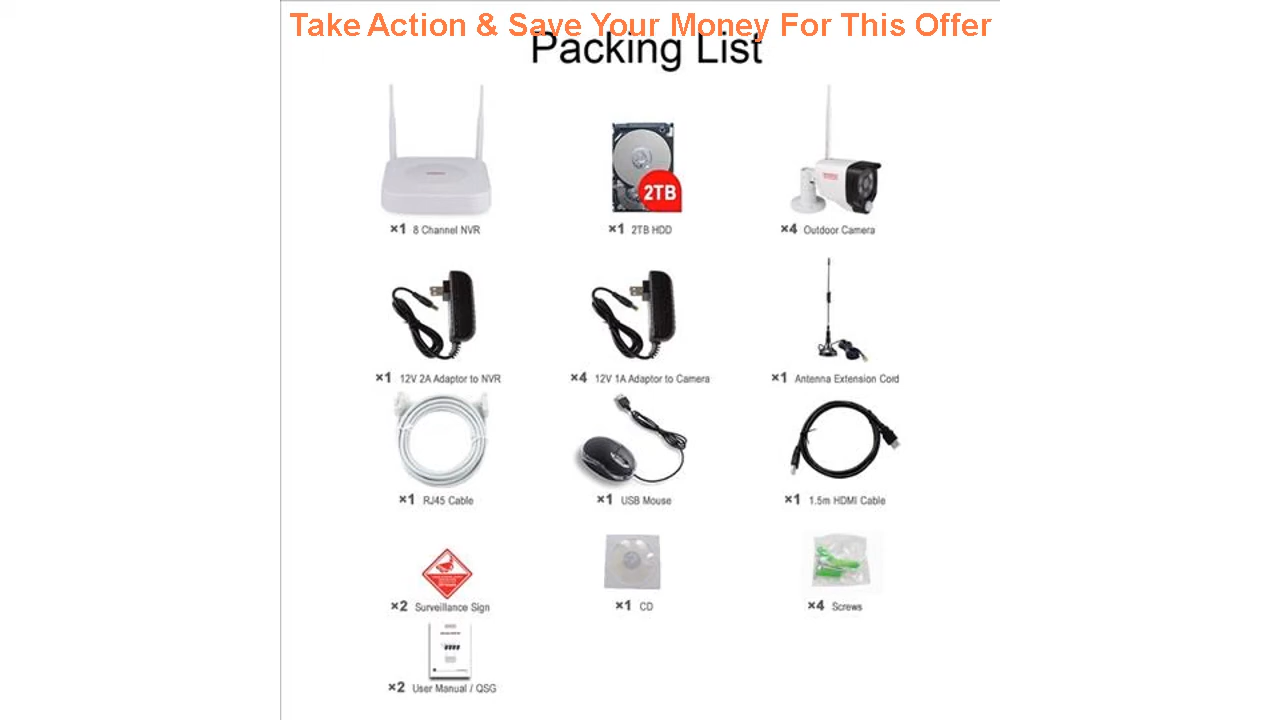 Take Action & Save Your Money For This Offer
Packing List
2TB
×1 8 Channel NVR
×1 2TB HDD
×4 Outdoor Camera
×1 12V 2A Adaptor to NVR
×4 12V 1A Adaptor to Camera
×1 Antenna Extension Cord
×1 RJ45 Cable
×1 USB Mouse
×1 1.5m HDMI Cable
×2 Surveillance Sign
×1 CD
×4 Screws
×2 User Manual / QSG